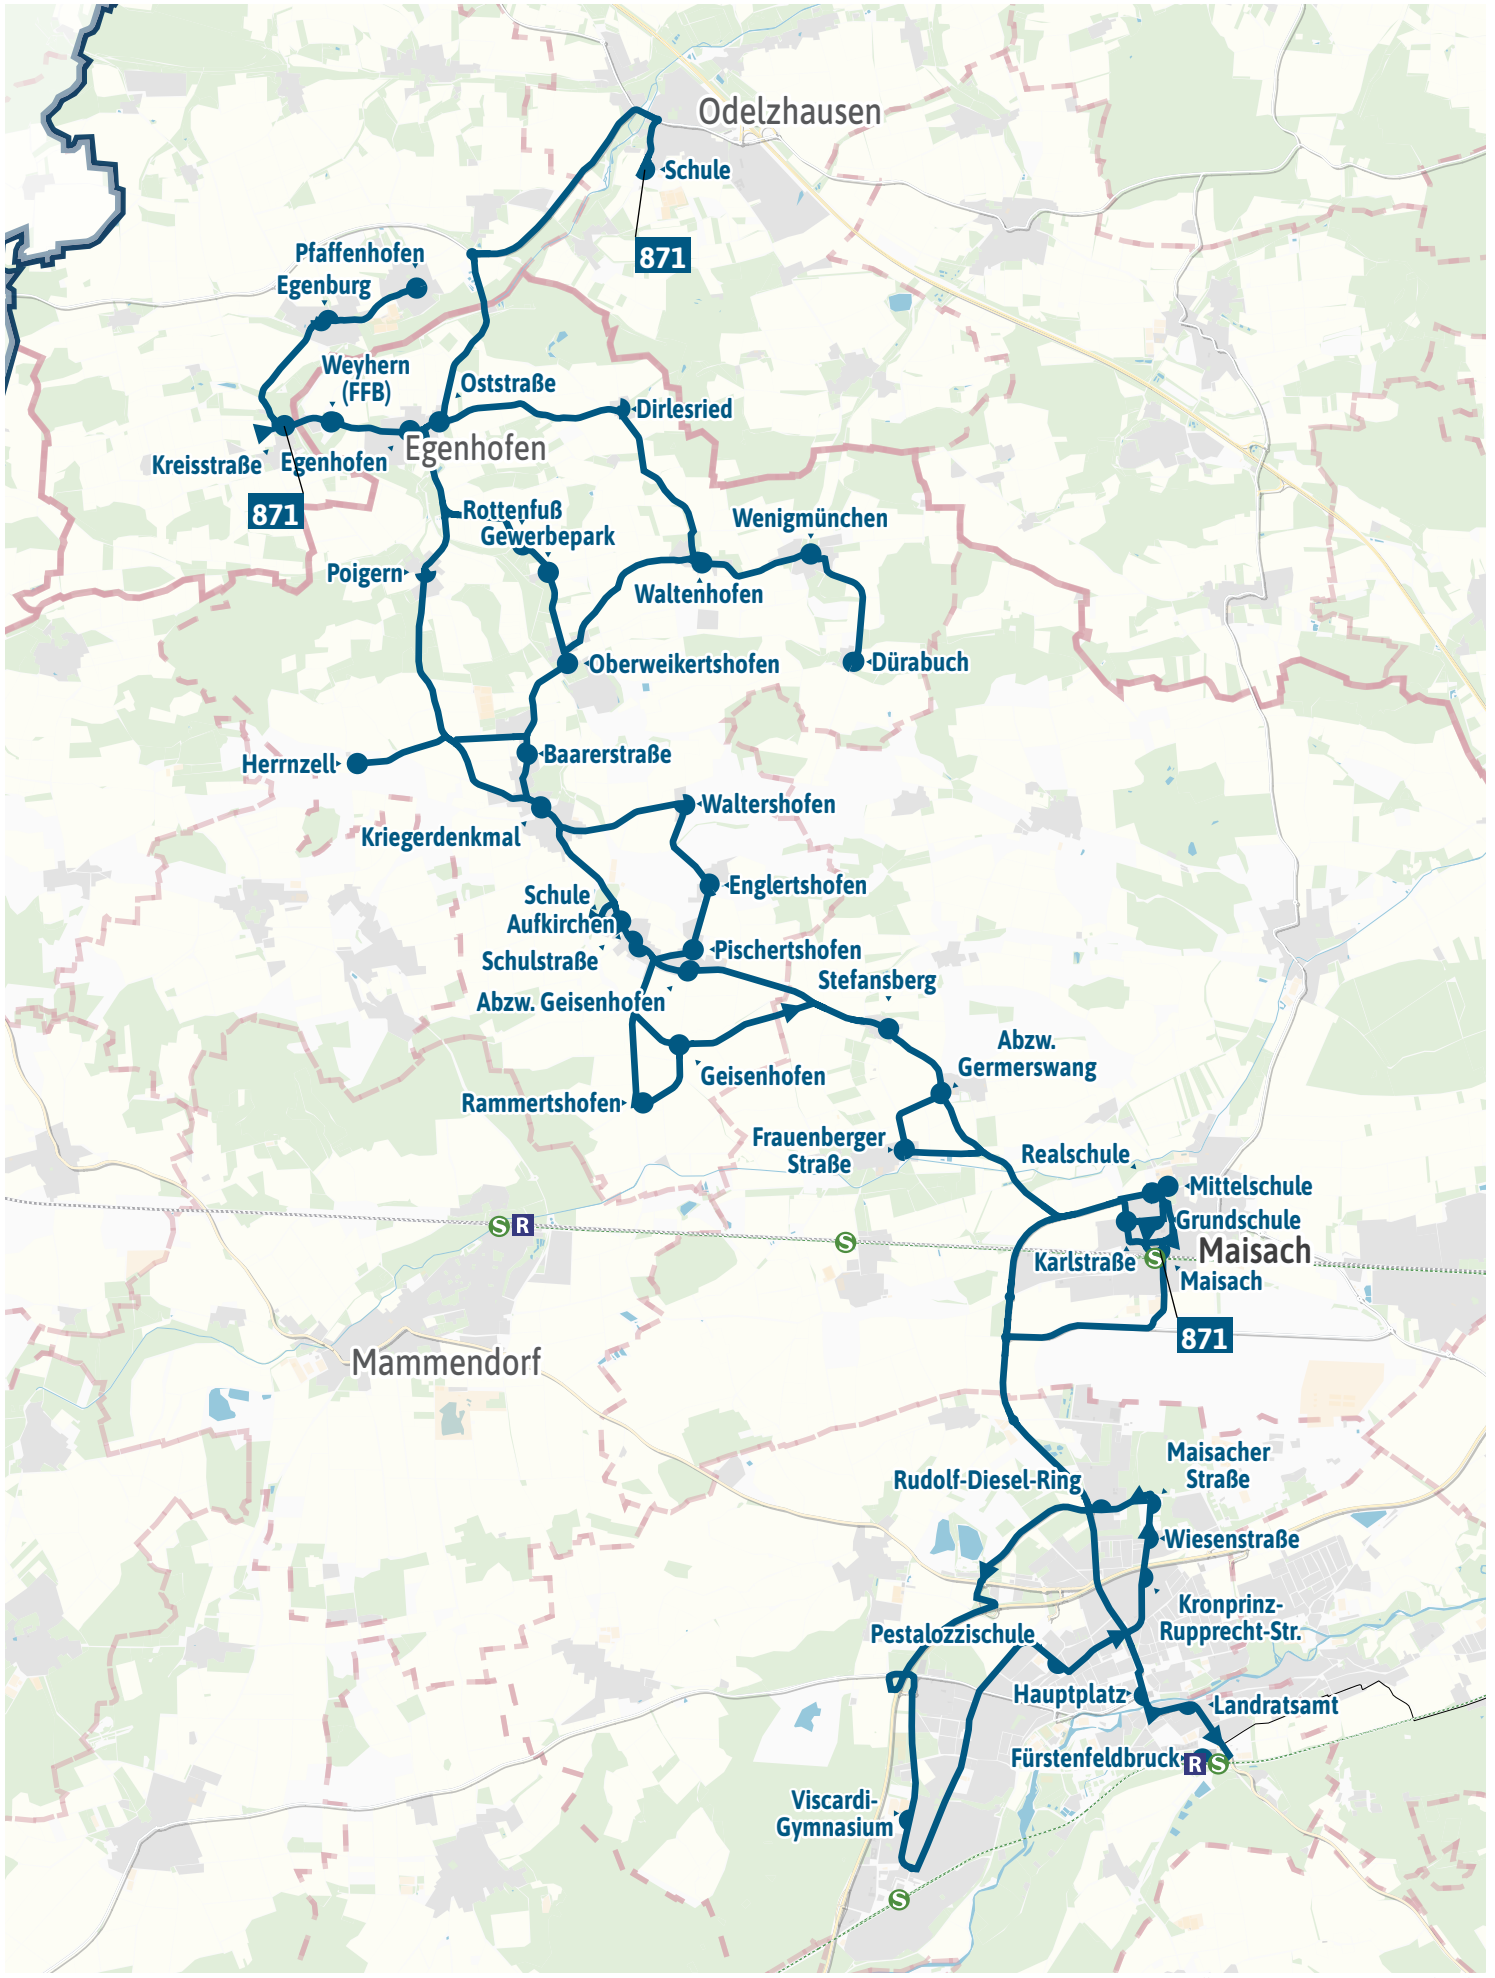 Odelzhausen
Schule
871
Pfaffenhofen
Egenburg
Weyhern
(FFB)
Oststraße
Dirlesried
Kreisstraße
Egenhofen
Egenhofen
871
Rottenfuß
Gewerbepark
Wenigmünchen
Poigern
Waltenhofen
Oberweikertshofen
Dürabuch
Herrnzell
Baarerstraße
Waltershofen
Kriegerdenkmal
Englertshofen
Schule
Aufkirchen
Schulstraße
Pischertshofen
Stefansberg
Abzw. Geisenhofen
Abzw.
Germerswang
Geisenhofen
Rammertshofen
Frauenberger
Straße
Realschule
Mittelschule
Grundschule
S R
S
Karlstraße
S
Maisach
Maisach
871
Mammendorf
Maisacher
Straße
Rudolf-Diesel-Ring
Wiesenstraße
Kronprinz-
Rupprecht-Str.
Pestalozzischule
Hauptplatz
Landratsamt
Fürstenfeldbruck
R S
Viscardi-
Gymnasium
S